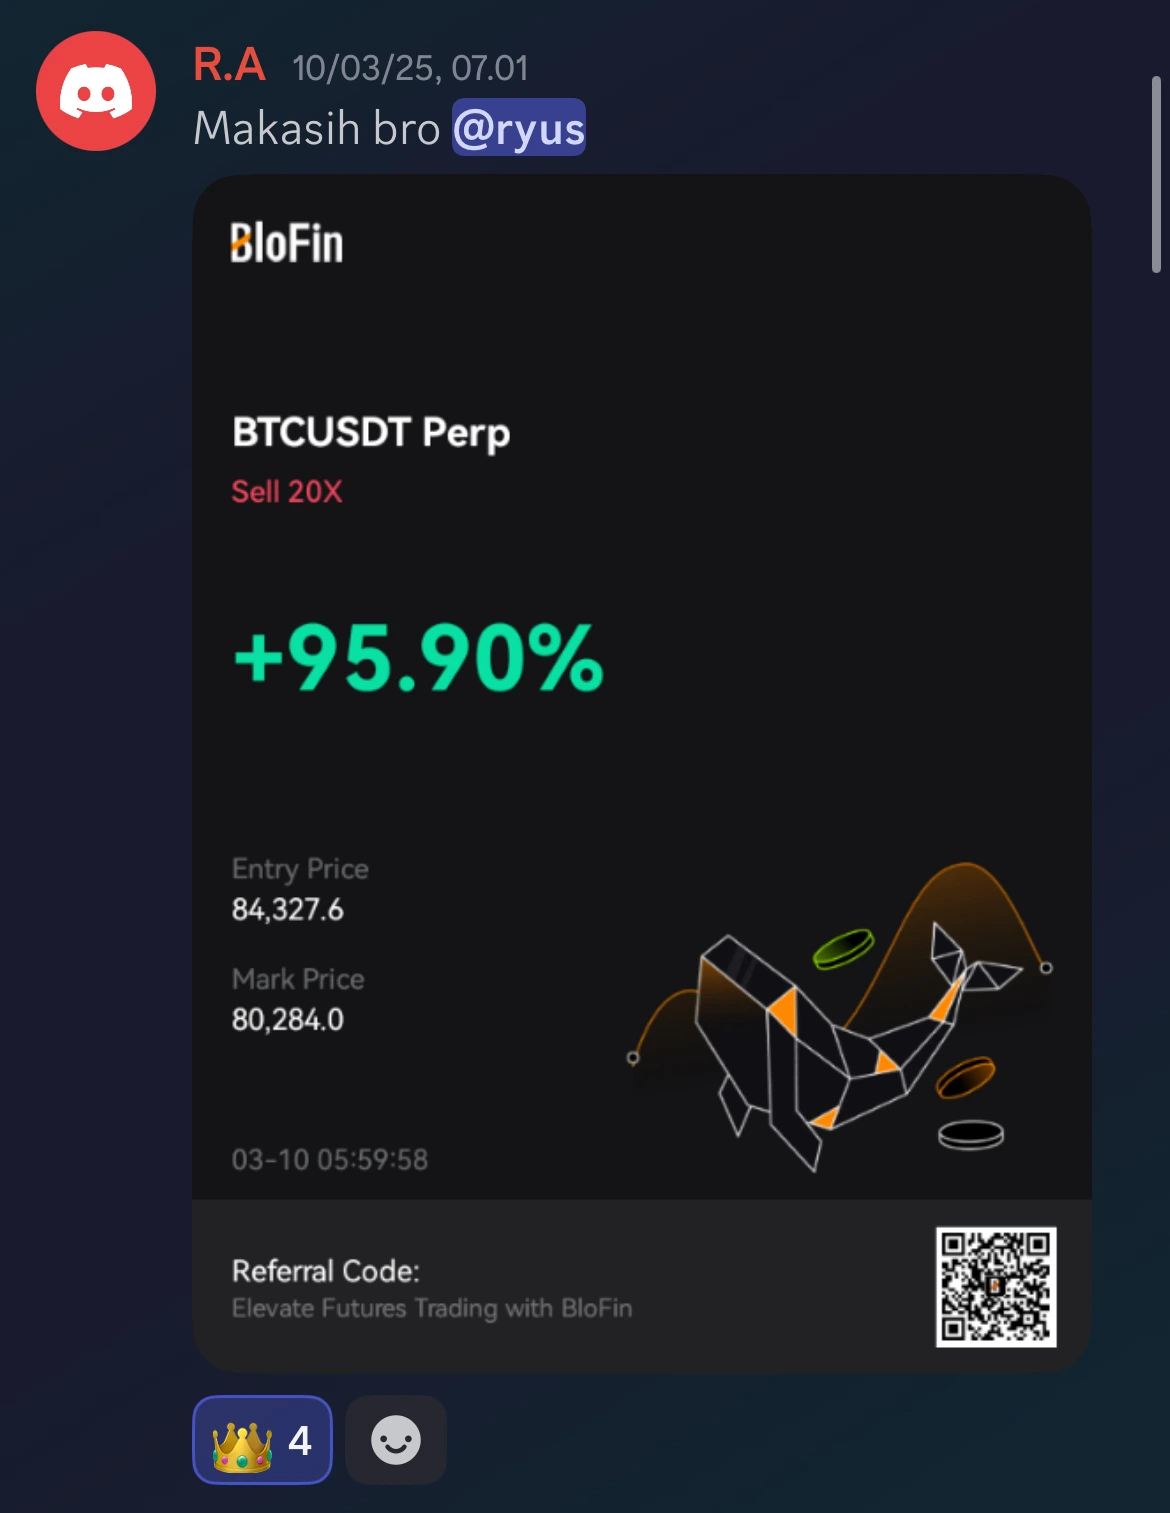 R.A 10/03/25, 07.01
Makasih bro @ryus
BloFin
BTCUSDT Perp
Sell 20X
+95.90%
Entry Price
84,327.6
Mark Price
80,284.0
03-10 05:59:58
Referral Code:
Elevate Futures Trading with BloFin
4